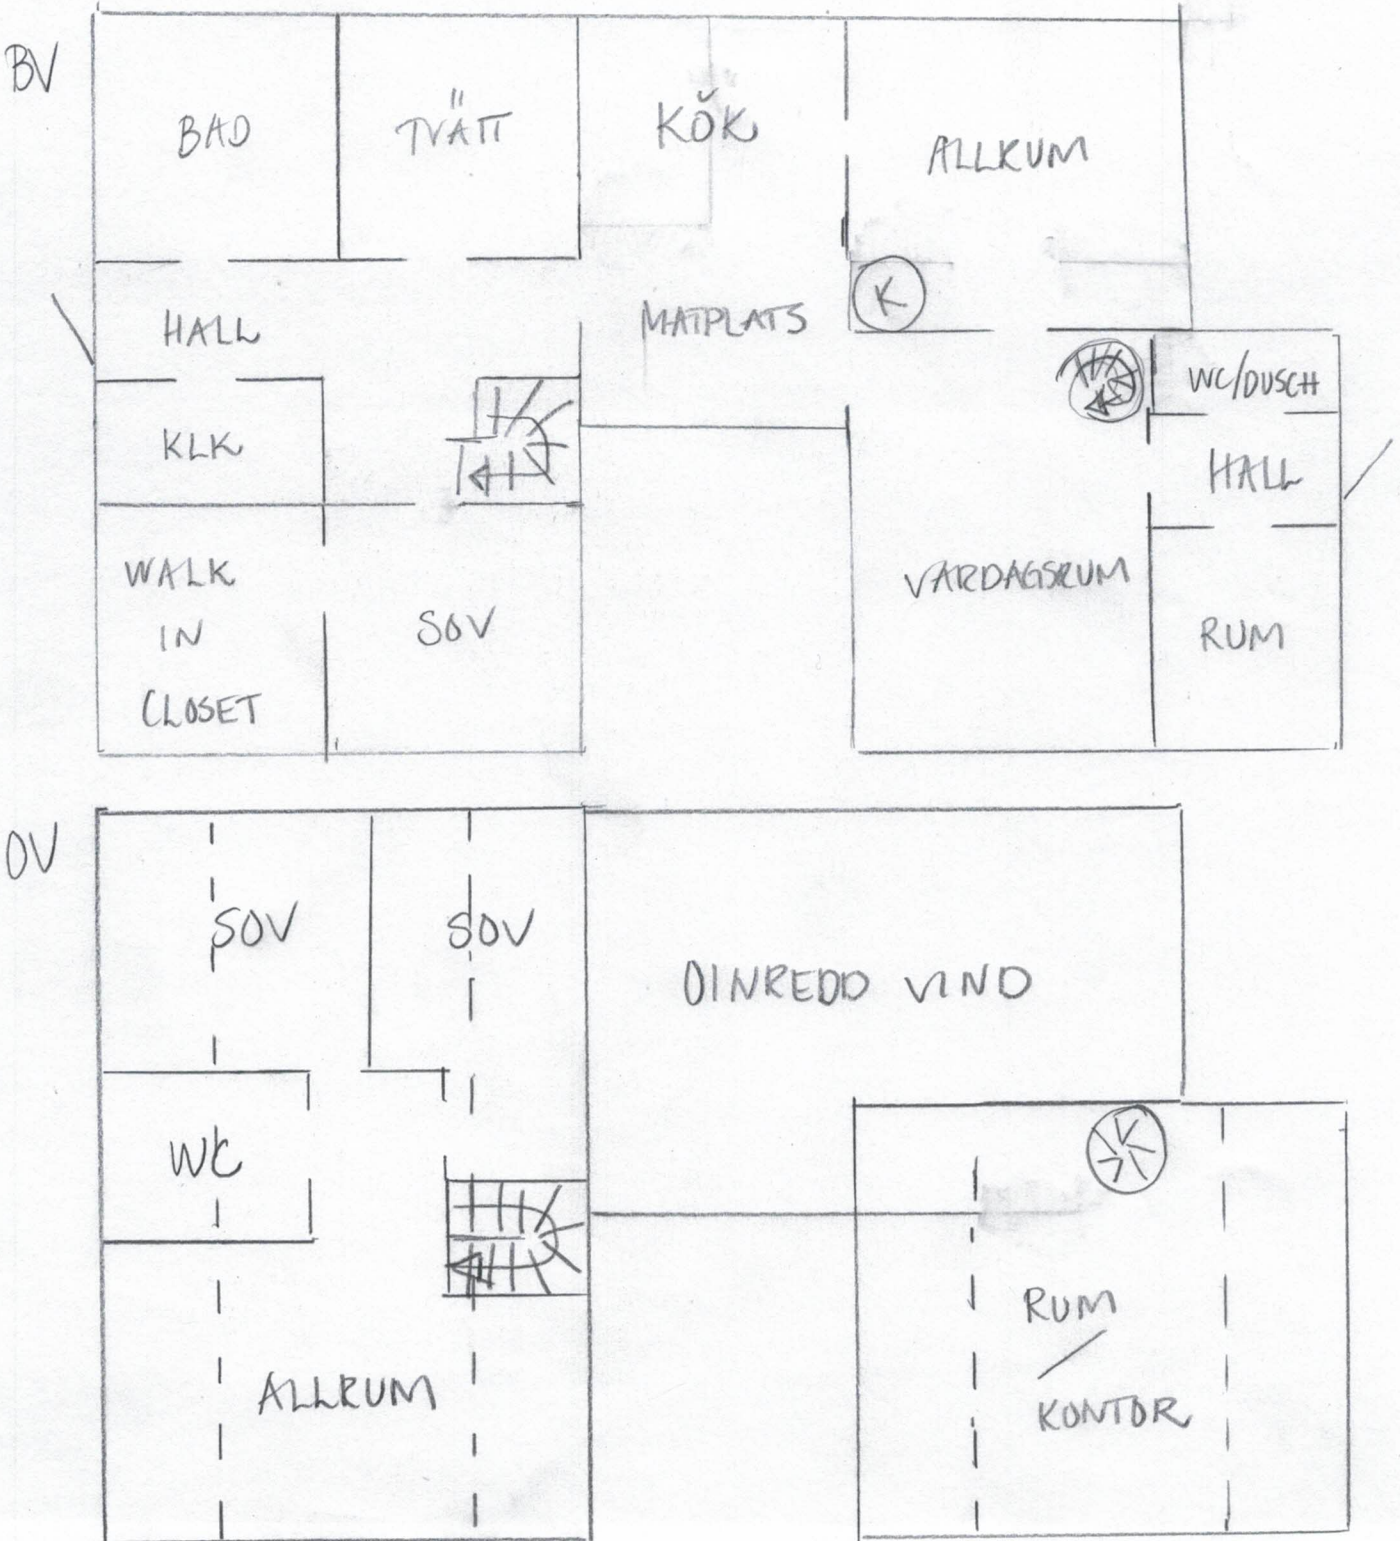 BV
BAD
TVÄTT
KÖK
ALLRUM
HALL
MATPLATS
K
WC/DUSCH
KLK
HALL
WALK
IN
CLOSET
SOV
VARDAGSRUM
RUM
OV
SOV
SOV
OINREDD VIND
WC
RUM
/
KONTOR
ALLRUM